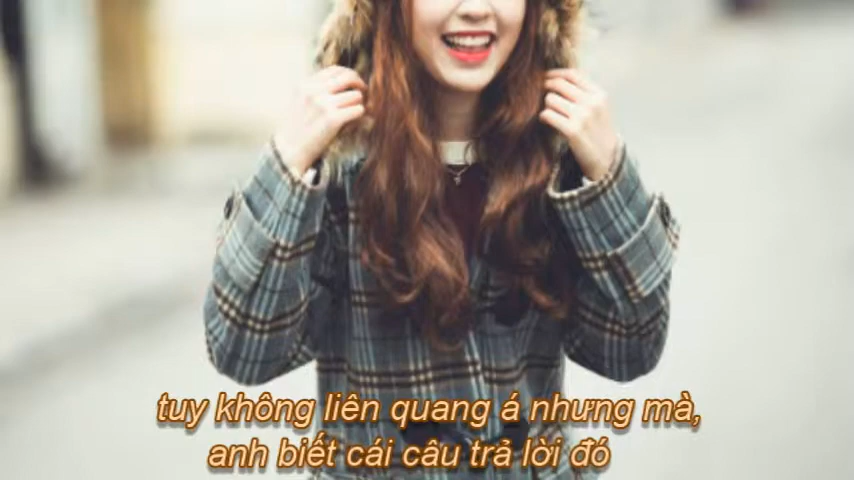 tuy không liên quang á nhưng mà,
anh biết cái câu trả lời đó